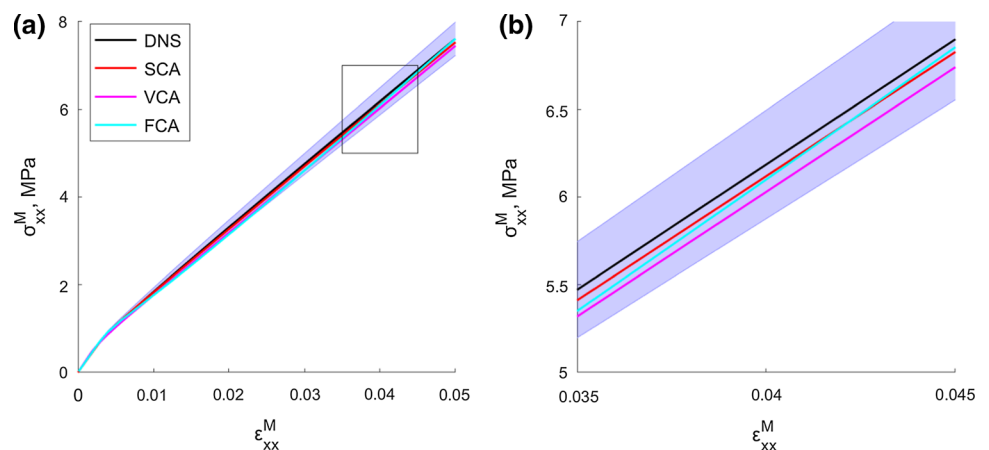 (a)
8
6
4
2
0
σ^M_xx, MPa
DNS
SCA
VCA
FCA
0 0.01 0.02 0.03 0.04 0.05
ε^M_xx
(b)
7
6.5
6
5.5
5
σ^M_xx, MPa
0.035 0.04 0.045
ε^M_xx